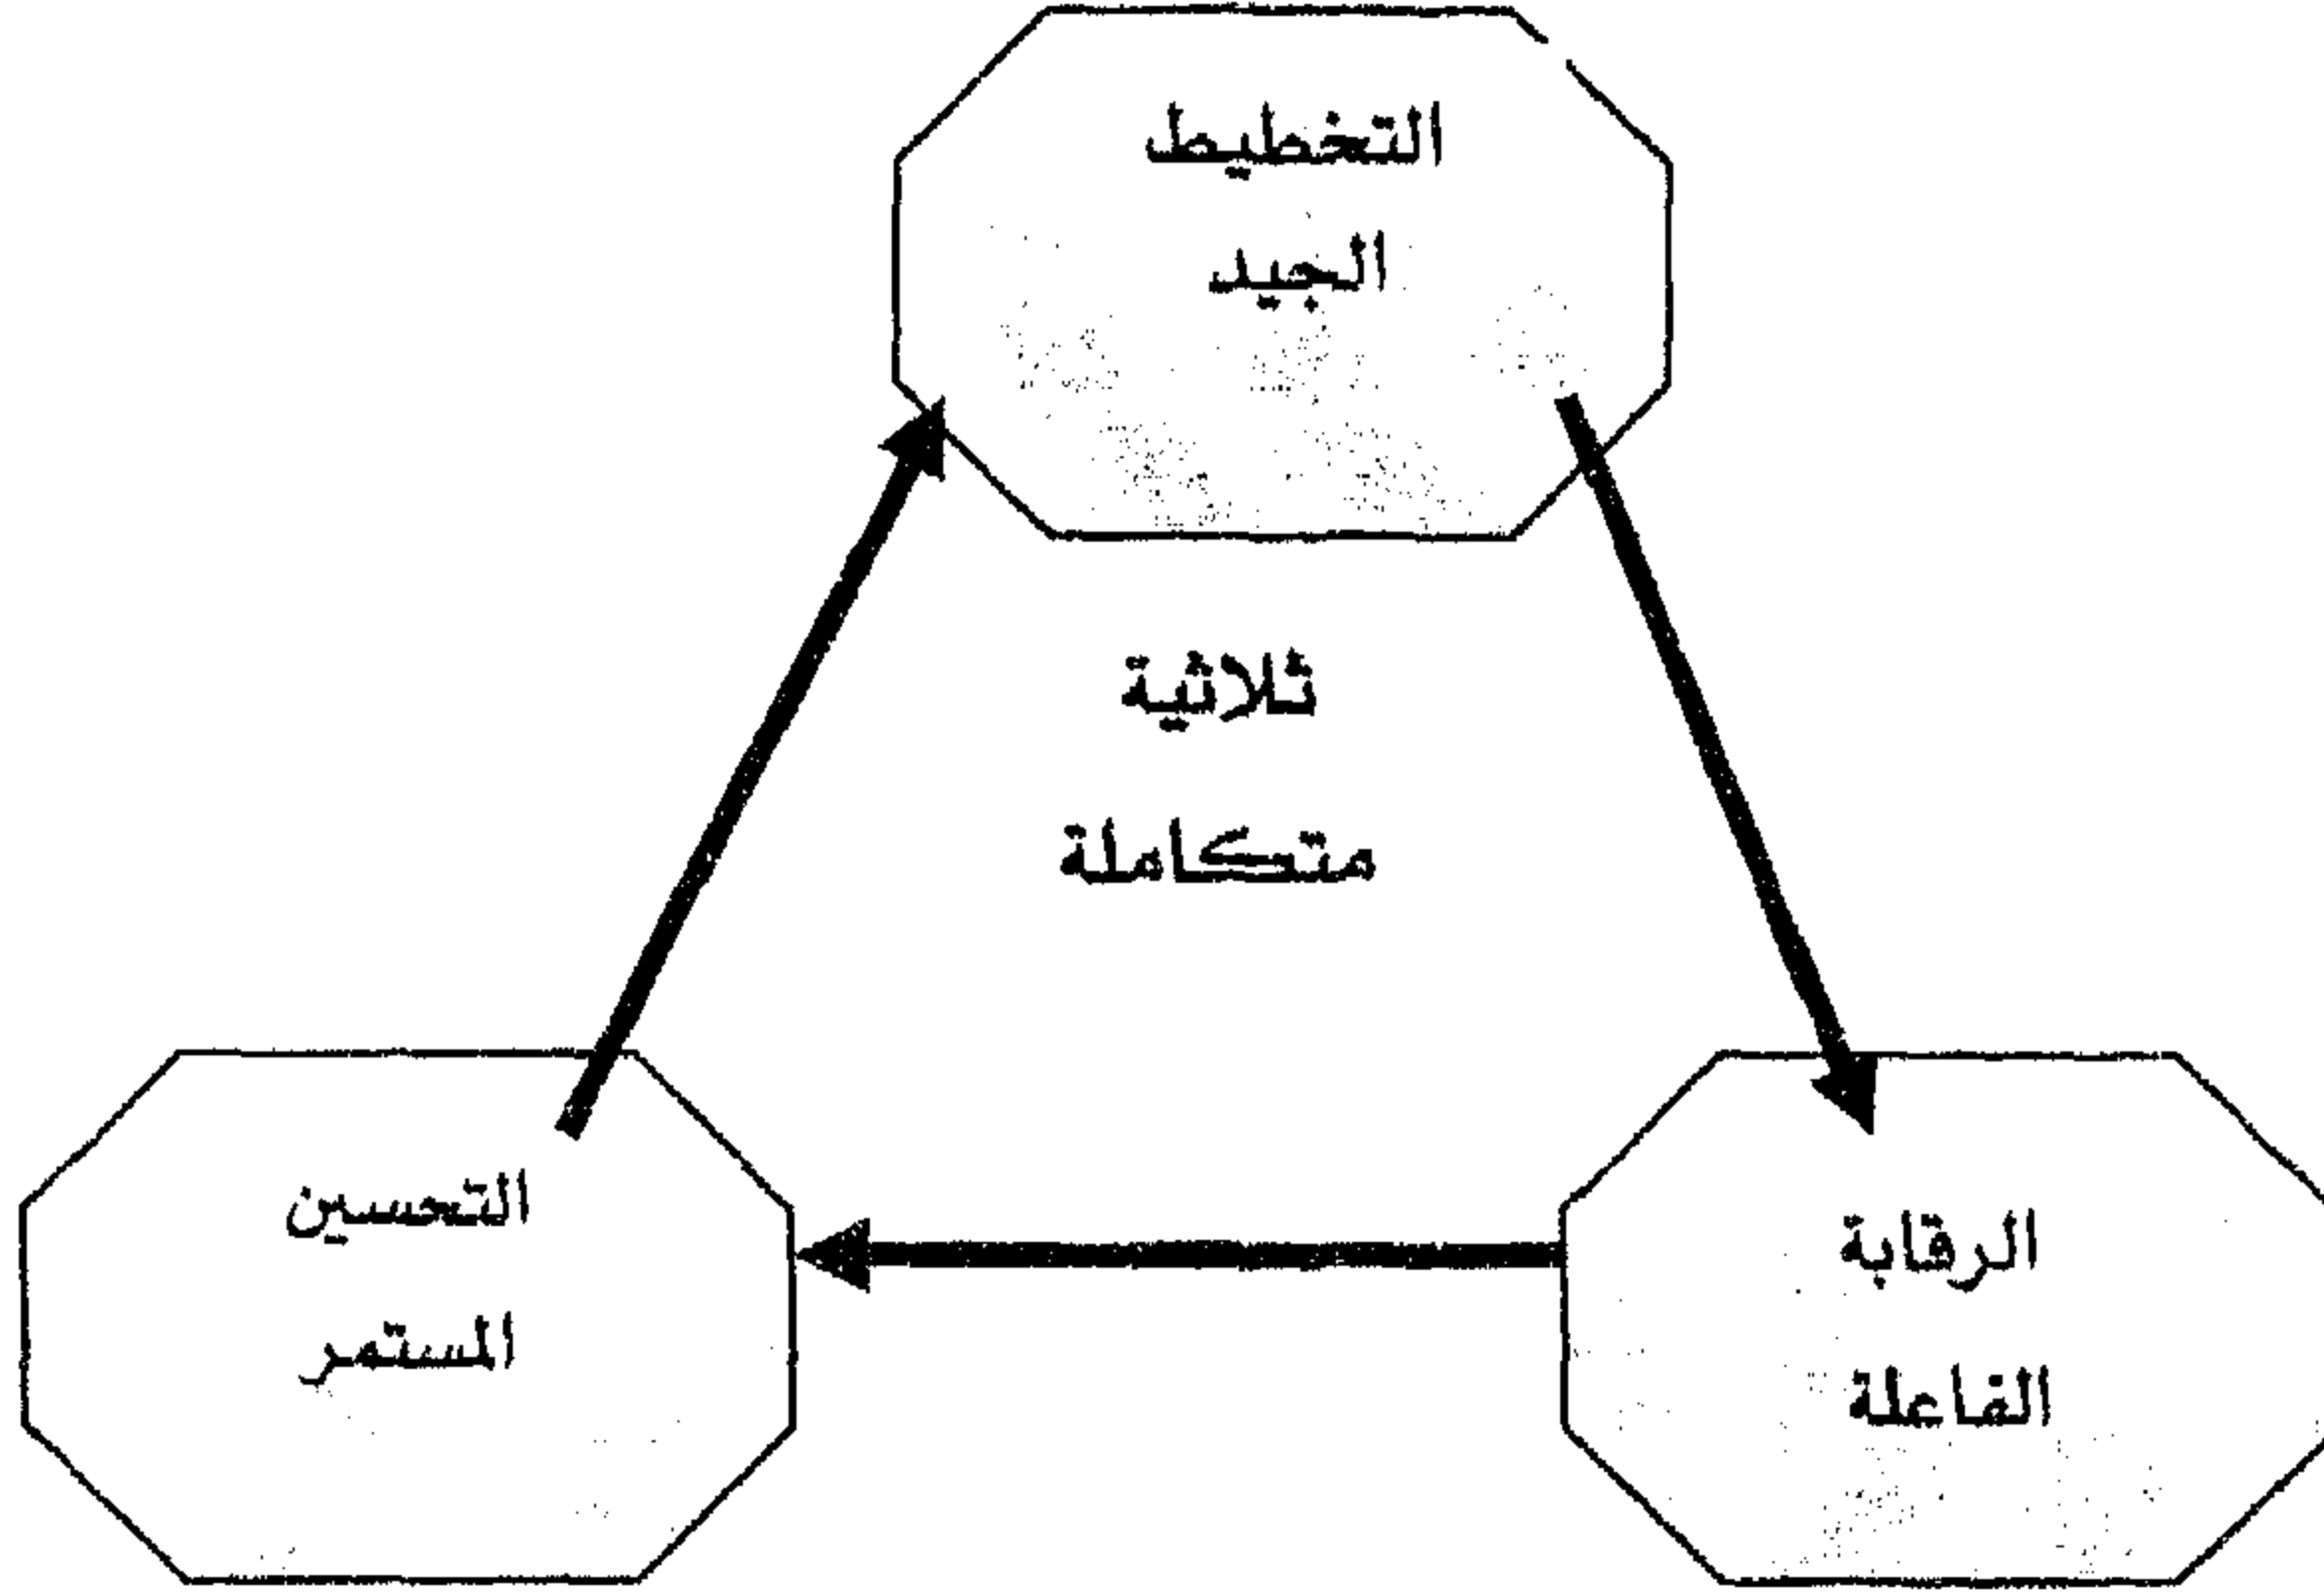 التخطيط
الجيد
ثلاثية
متكاملة
الرقابة
الفاعلة
التحسين
المستمر